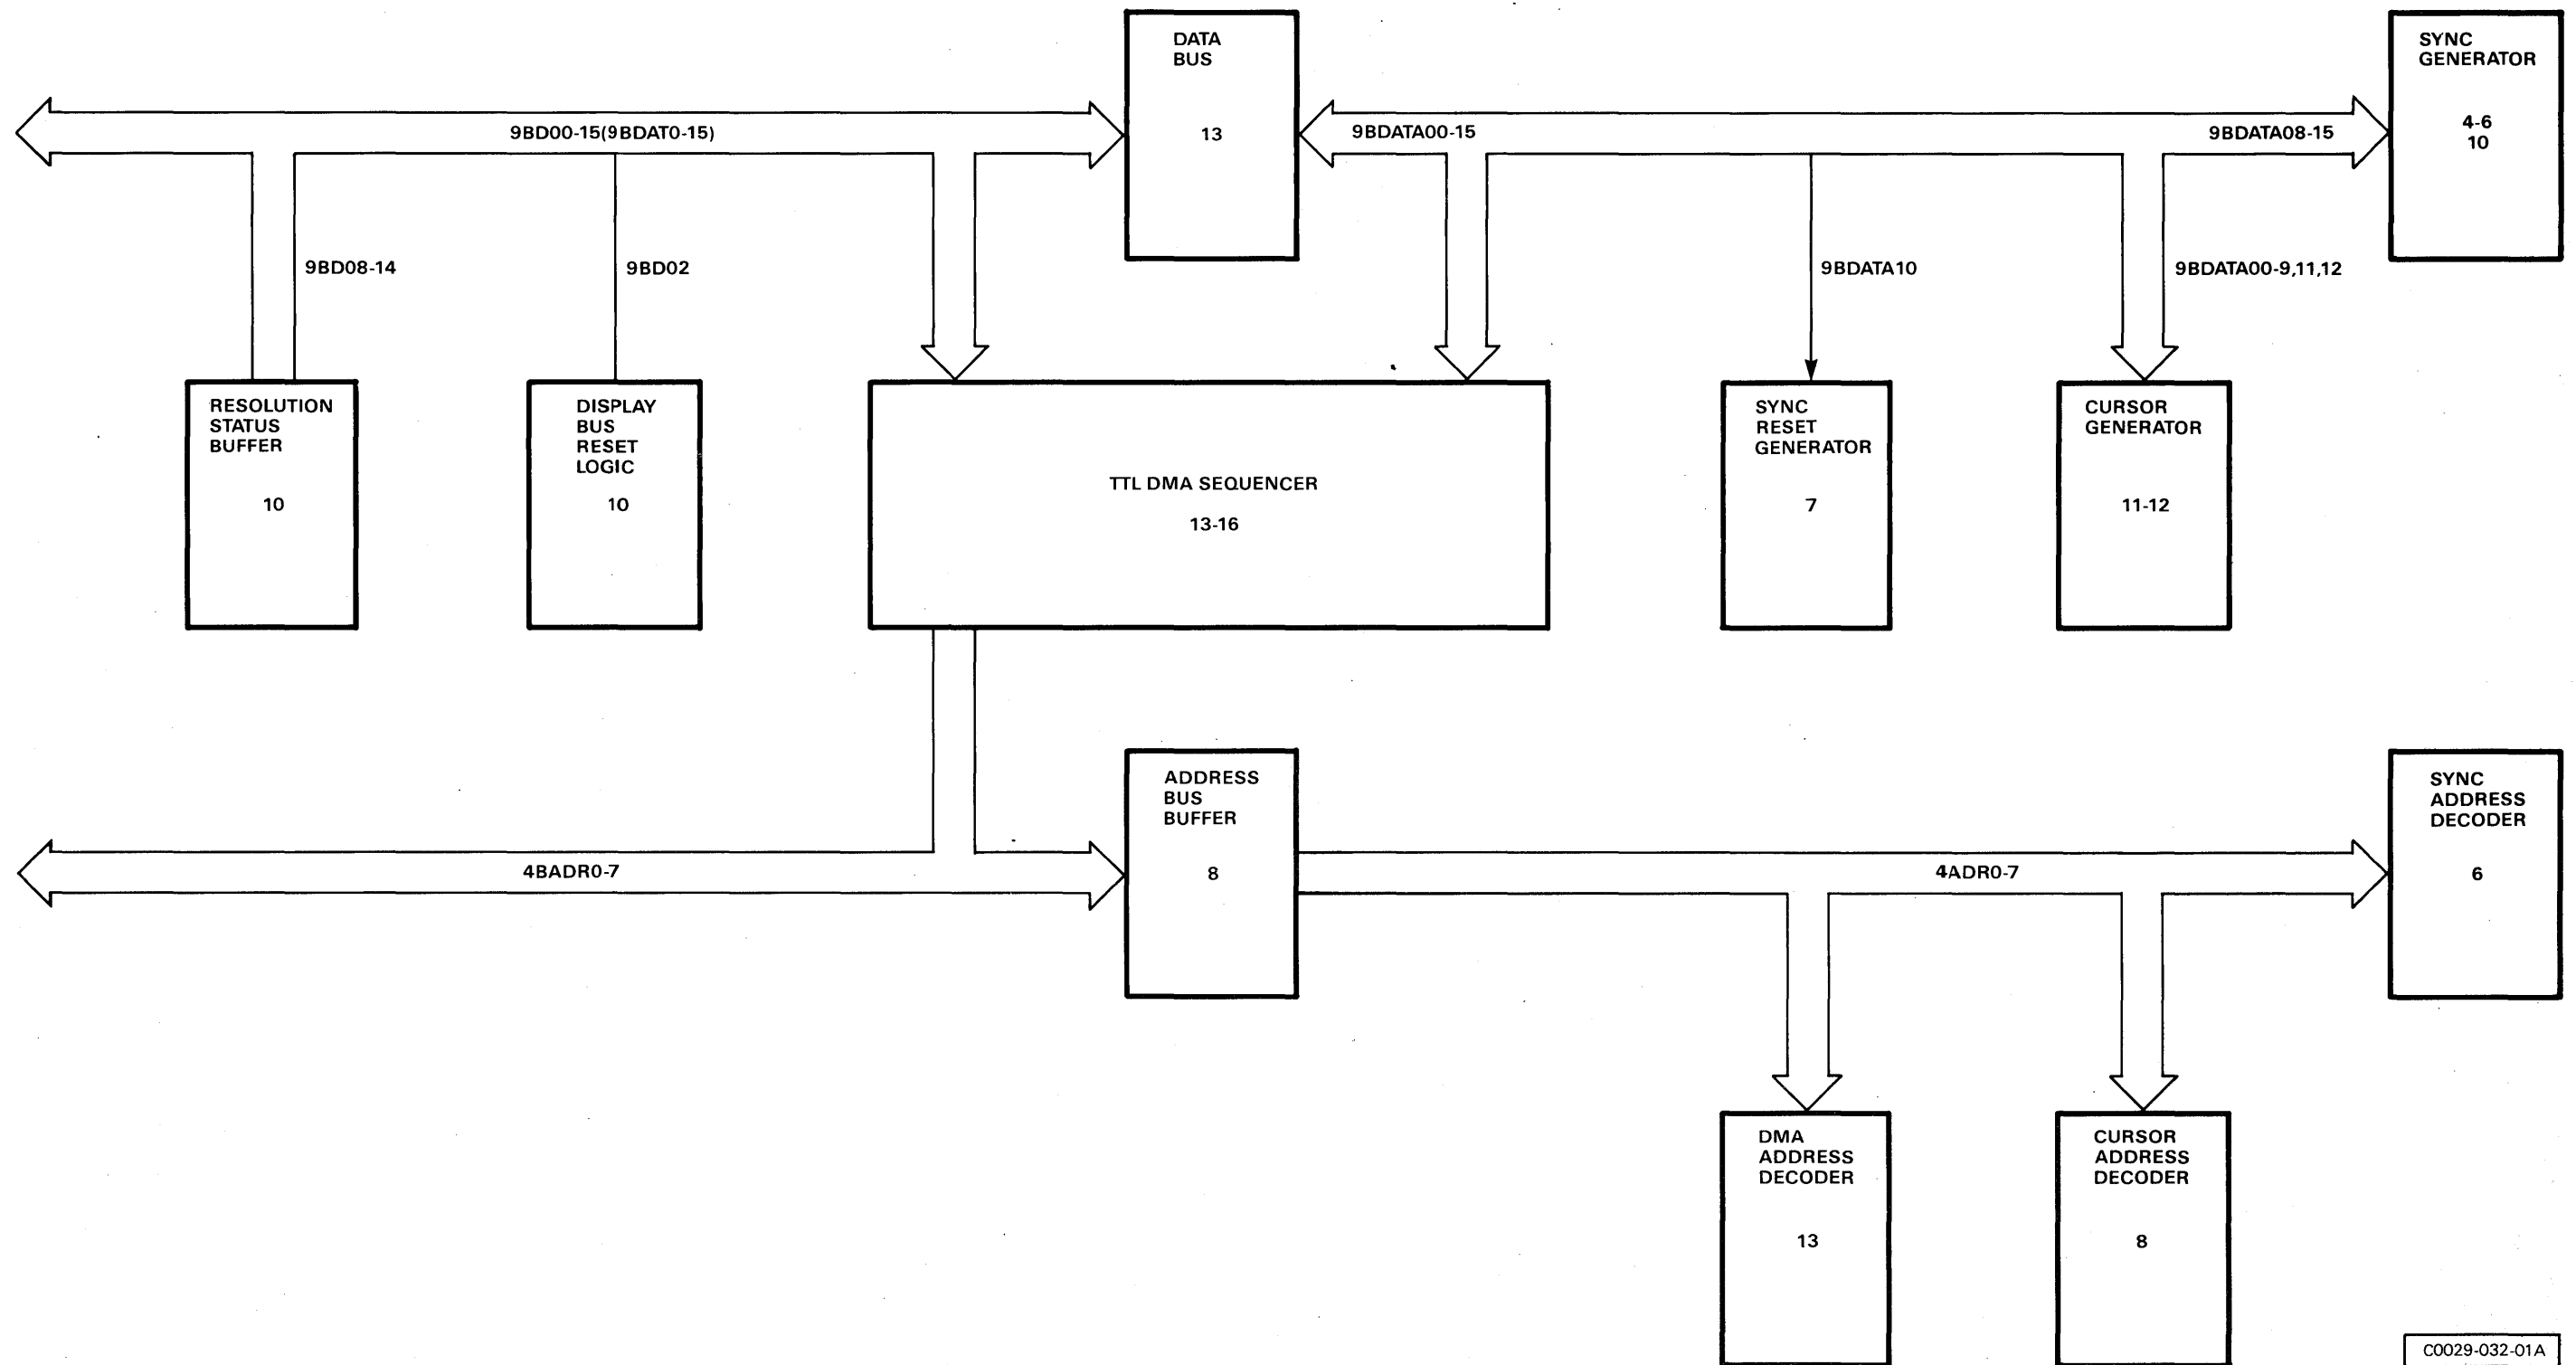 DATA
BUS
13
SYNC
GENERATOR
4-6
10
9BD00-15(9BDAT0-15)
9BDATA00-15
9BDATA08-15
9BD08-14
9BD02
9BDATA10
9BDATA00-9,11,12
RESOLUTION
STATUS
BUFFER
10
DISPLAY
BUS
RESET
LOGIC
10
TTL DMA SEQUENCER
13-16
SYNC
RESET
GENERATOR
7
CURSOR
GENERATOR
11-12
ADDRESS
BUS
BUFFER
8
SYNC
ADDRESS
DECODER
6
4BADR0-7
4ADR0-7
DMA
ADDRESS
DECODER
13
CURSOR
ADDRESS
DECODER
8
C0029-032-01A